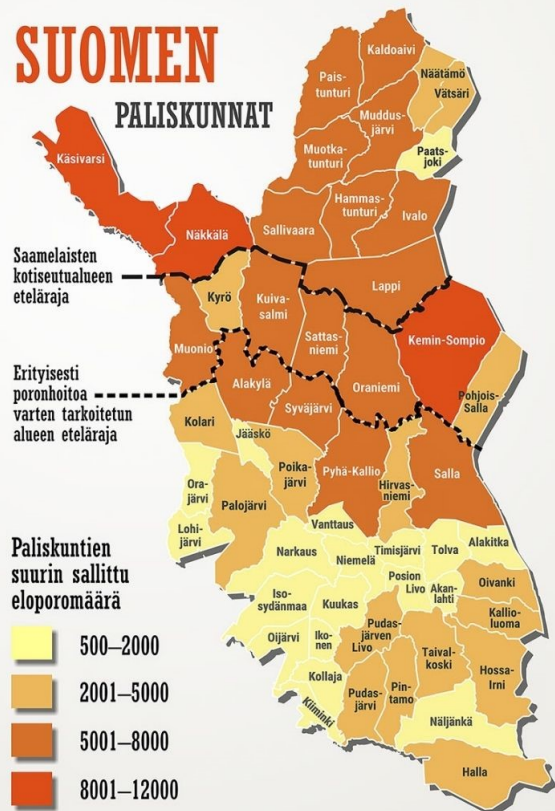 SUOMEN
PALISKUNNAT
Kaldoaivi
Pais-
tunturi
Näätämö
Vätsäri
Muddus-
järvi
Käsivarsi
Muotka-
tunturi
Paats-
joki
Hammas-
tunturi
Ivalo
Näkkälä
Sallivaara
Saamelaisten
kotiseutualueen
eteläraja
Lappi
Kyrö
Kuiva-
salmi
Kemin-Sompio
Sattas-
niemi
Muonio
Oraniemi
Erityisesti
poronhoitoa
varten tarkoitetun
alueen eteläraja
Alakylä
Syväjärvi
Pohjois-
Salla
Kolari
Jääskö
Poika-
järvi
Pyhä-Kallio
Hirvas-
niemi
Salla
Ora-
järvi
Palojärvi
Lohi-
järvi
Vanttaus
Narkaus
Niemelä
Timisjärvi
Tolva
Alakitka
Posion
Livo
Akan-
lahti
Oivanki
Iso-
sydänmaa
Kuukas
Kallio-
luoma
Pudas-
järven
Livo
Oijärvi
Iko-
nen
Taival-
koski
Hossa-
Irni
Kollaja
Pudas-
järvi
Pin-
tamo
Kiiminki
Näljänkä
Halla
Paliskuntien
suurin sallittu
eloporomäärä
500–2000
2001–5000
5001–8000
8001–12000